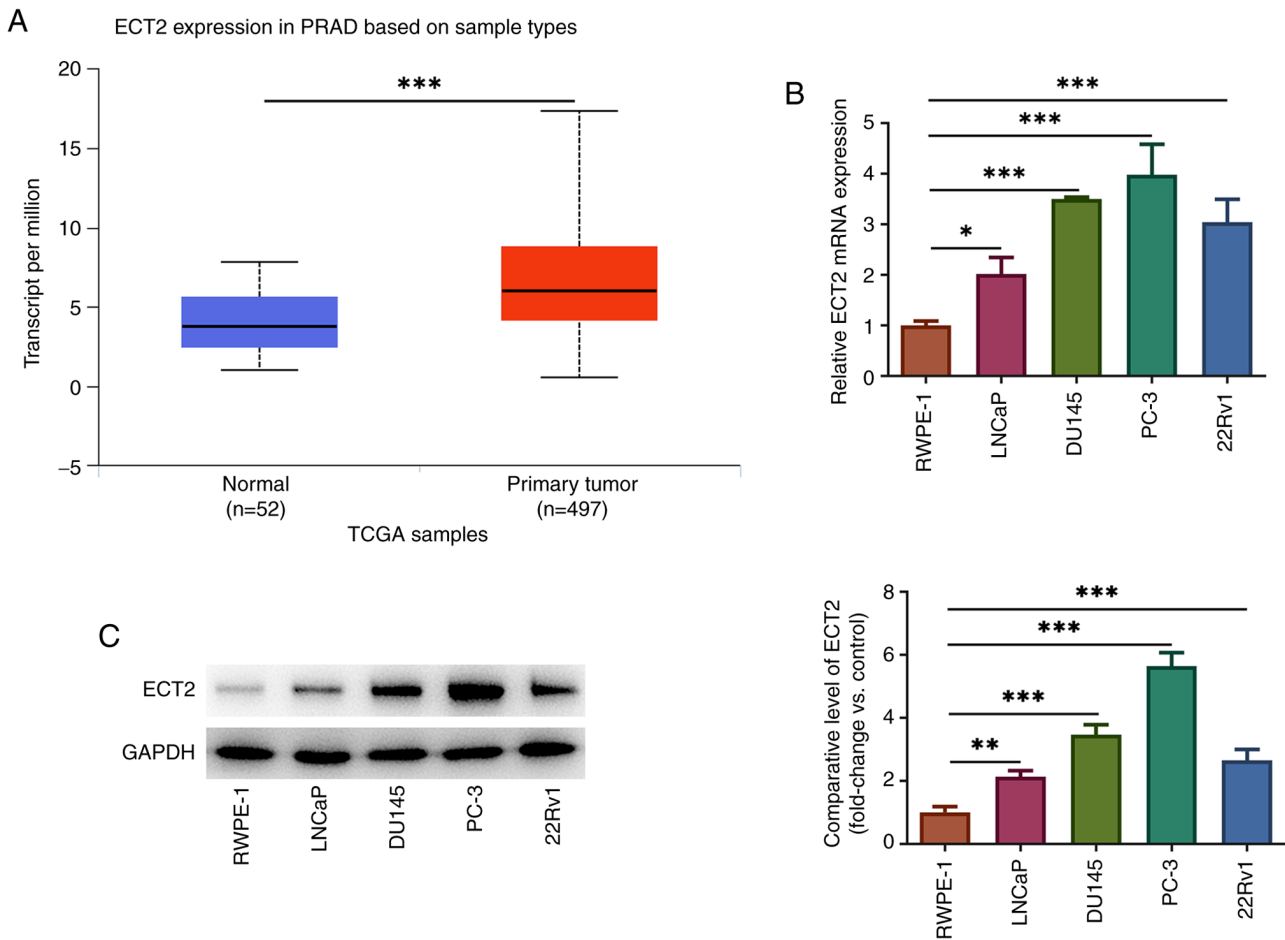 A
ECT2 expression in PRAD based on sample types
20
15
10
5
0
−5
Transcript per million
***
Normal
(n=52)
Primary tumor
(n=497)
TCGA samples
B
Relative ECT2 mRNA expression
5
4
3
2
1
0
***
***
***
*
RWPE-1
LNCaP
DU145
PC-3
22Rv1
C
ECT2
GAPDH
RWPE-1
LNCaP
DU145
PC-3
22Rv1
Comparative level of ECT2
(fold-change vs. control)
8
6
4
2
0
***
***
***
**
RWPE-1
LNCaP
DU145
PC-3
22Rv1